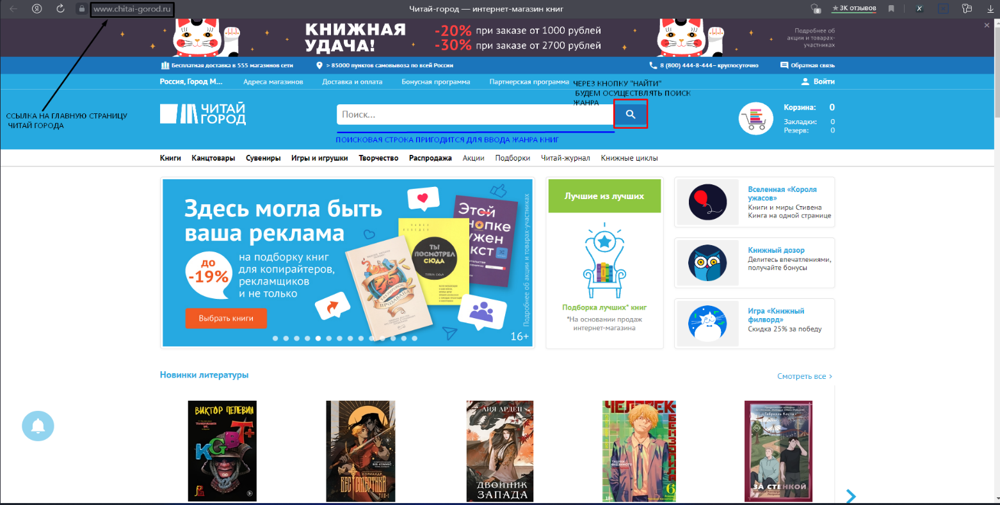 www.chitai-gorod.ru
Читай-город — интернет-магазин книг
★ 3К отзывов
КНИЖНАЯ
УДАЧА!
-20% при заказе от 1000 рублей
-30% при заказе от 2700 рублей
Подробнее об
акции и товарах-
участниках
Бесплатная доставка в 555 магазинов сети
> 85000 пунктов самовывоза по всей России
8 (800) 444-8-444– круглосуточно
Обратная связь
Россия, Город М...
Адреса магазинов
Доставка и оплата
Бонусная программа
Партнерская программа
Войти
ЧЕРЕЗ КНОПКУ "НАЙТИ"
БУДЕМ ОСУЩЕСТВЛЯТЬ ПОИСК
ЖАНРА
ССЫЛКА НА ГЛАВНУЮ СТРАНИЦУ
ЧИТАЙ ГОРОДА
ЧИТАЙ
ГОРОД
Поиск...
ПОИСКОВАЯ СТРОКА ПРИГОДИТСЯ ДЛЯ ВВОДА ЖАНРА КНИГ
Корзина: 0
Закладки: 0
Резерв: 0
Книги
Канцтовары
Сувениры
Игры и игрушки
Творчество
Распродажа
Акции
Подборки
Читай-журнал
Книжные циклы
Здесь могла быть
ваша реклама
до
-19%
на подборку книг
для копирайтеров,
рекламщиков
и не только
Выбрать книги
Этой
кнопке
нужен
текст
ТЫ
ПОСМОТРЕЛ
СЮДА
Подробнее об акции и товарах-участниках
16+
Лучшие из лучших
Подборка лучших* книг
*На основании продаж
интернет-магазина
Вселенная «Короля
ужасов»
Книги и миры Стивена
Кинга на одной странице
Книжный дозор
Делитесь впечатлениями,
получайте бонусы
Игра «Книжный
филворд»
Скидка 25% за победу
Новинки литературы
Смотреть все >
ВИКТОР ПЕЛЕВИН
KGBT+
КОРИАНДР
БЕССМЕРТНЫЙ
ТОМ-1
ЛИЯ АРДЕН
ДВОЙНИК
ЗАПАДА
ЧЕЛОВЕК-
БЕНЗОПИЛА
ТАЦУКИ
ФУДЗИМОТО
6
18+
«Габриэль Коста»
ЗА СТЕНКОЙ